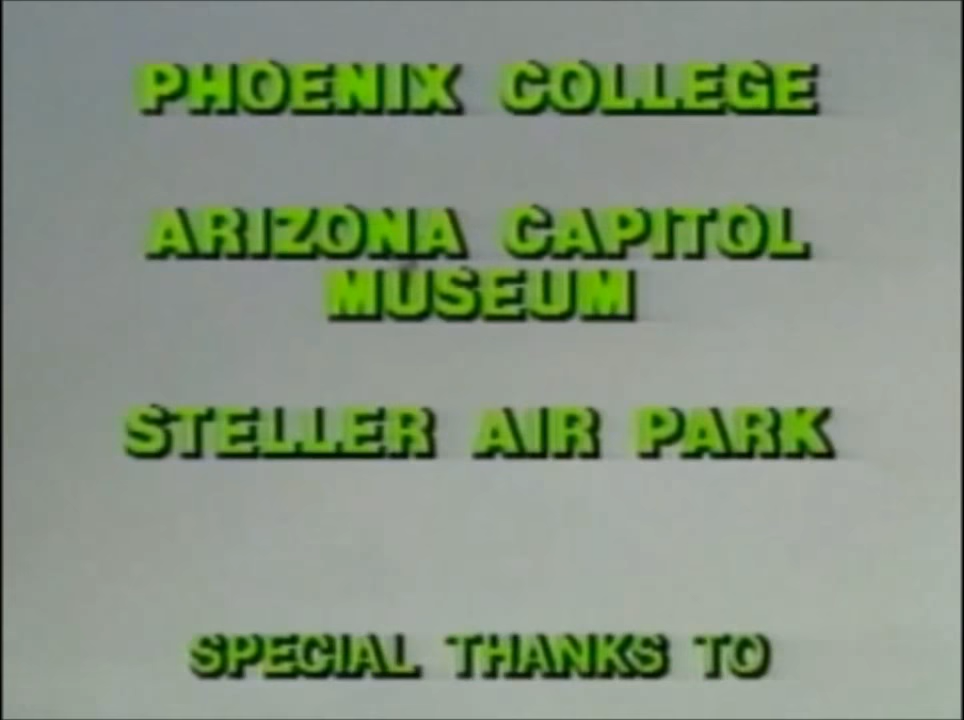 PHOENIX COLLEGE
ARIZONA CAPITOL
MUSEUM
STELLER AIR PARK
SPECIAL THANKS TO